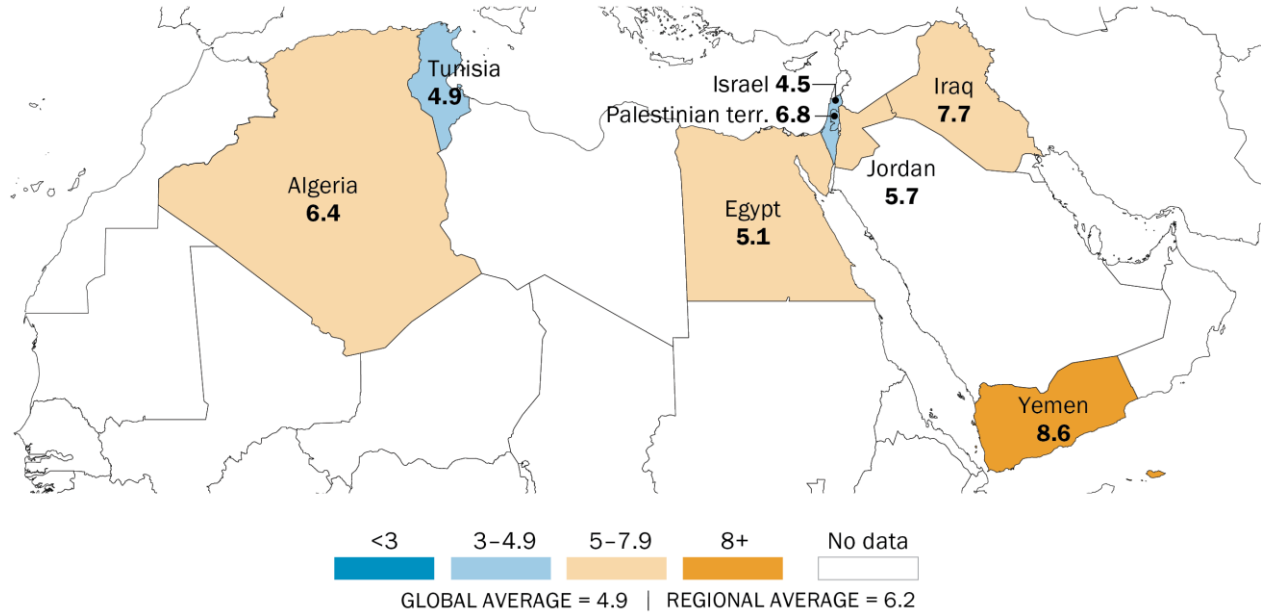 Tunisia
4.9
Israel 4.5
Palestinian terr. 6.8
Iraq
7.7
Algeria
6.4
Jordan
5.7
Egypt
5.1
Yemen
8.6
<3 3–4.9 5–7.9 8+ No data
GLOBAL AVERAGE = 4.9 | REGIONAL AVERAGE = 6.2